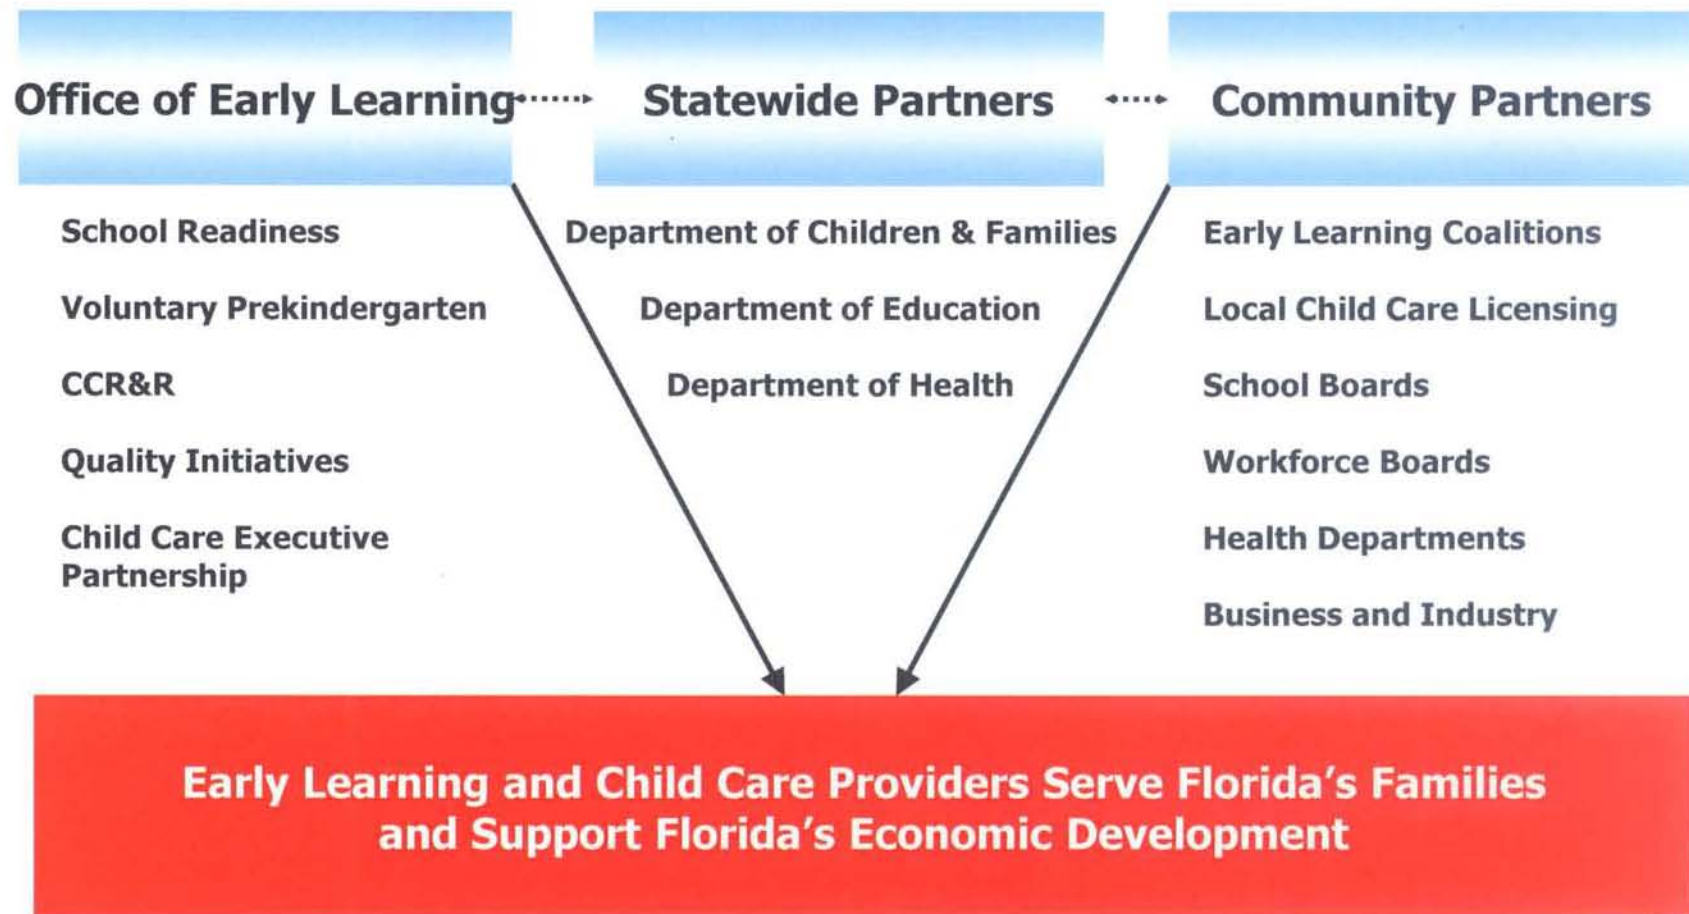 Office of Early Learning
Statewide Partners
Community Partners
School Readiness
Voluntary Prekindergarten
CCR&R
Quality Initiatives
Child Care Executive
Partnership
Department of Children & Families
Department of Education
Department of Health
Early Learning Coalitions
Local Child Care Licensing
School Boards
Workforce Boards
Health Departments
Business and Industry
Early Learning and Child Care Providers Serve Florida's Families
and Support Florida's Economic Development